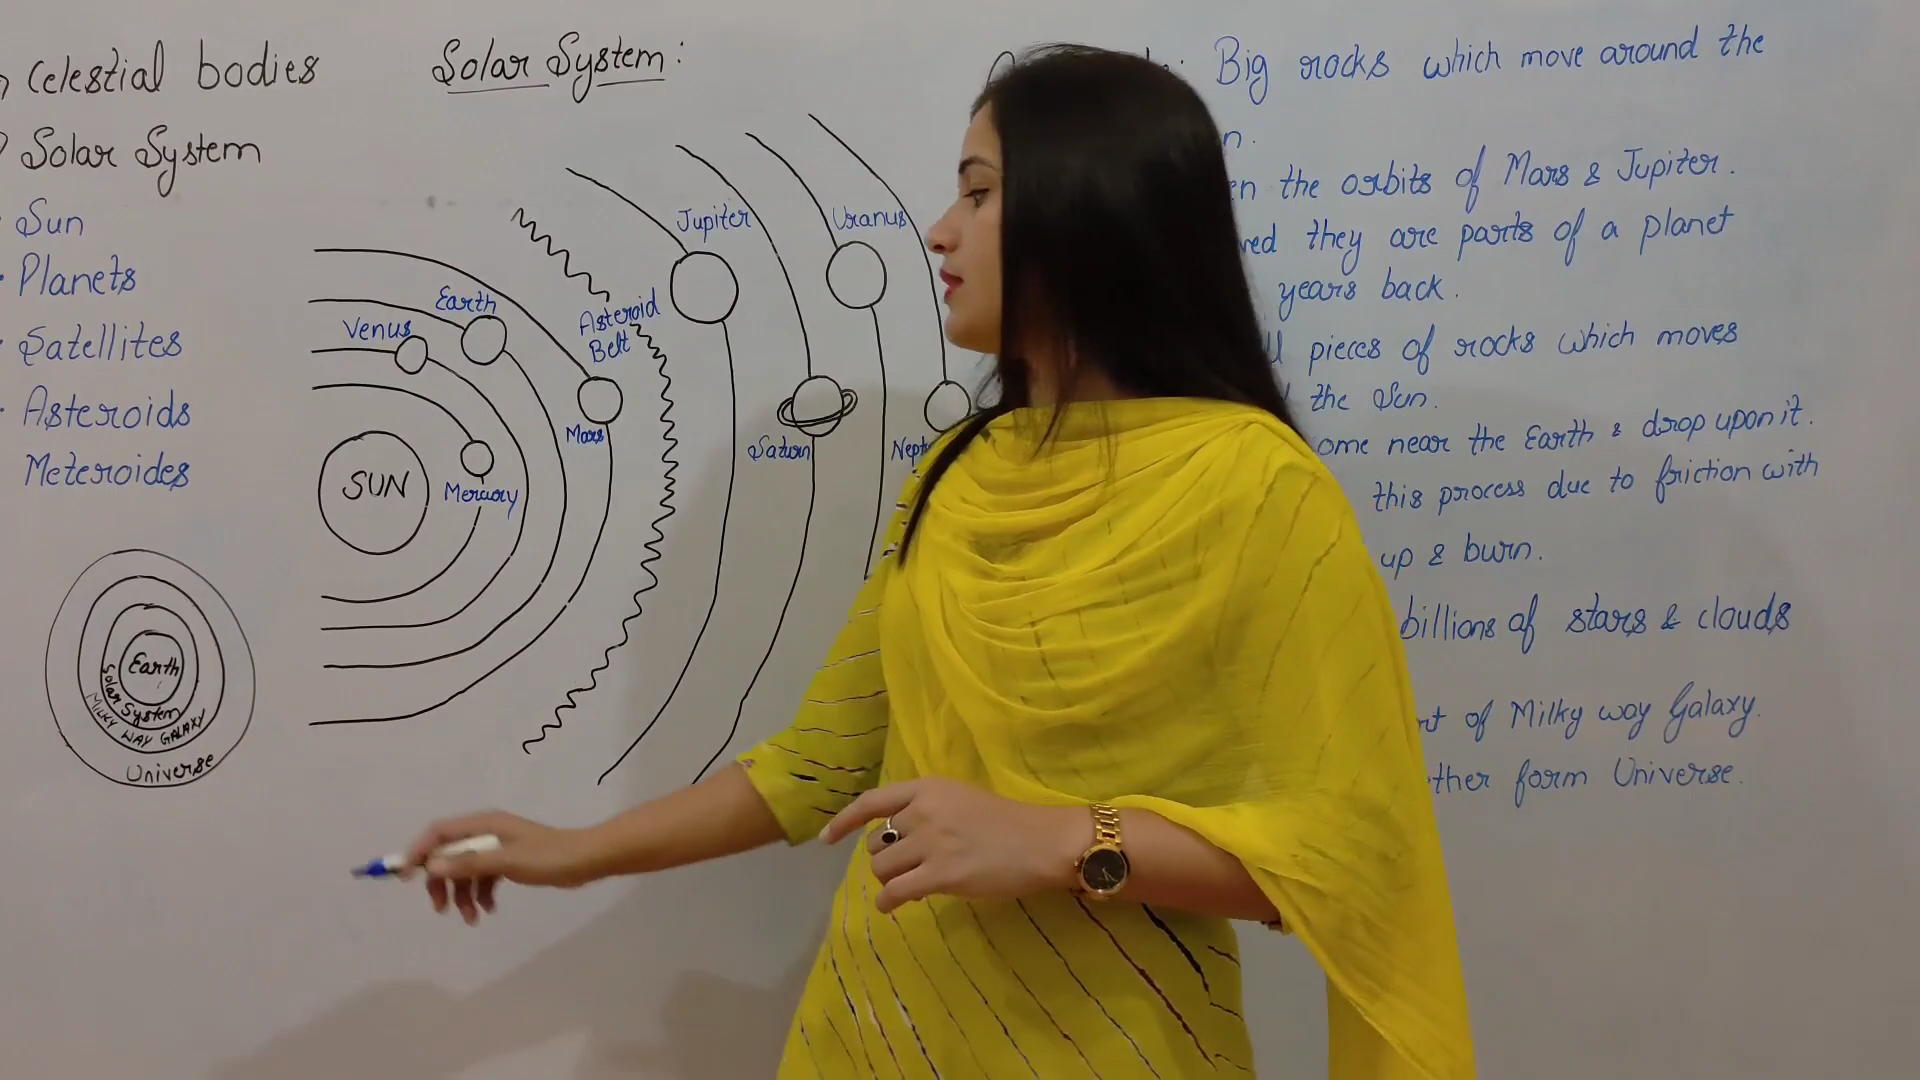 Celestial bodies
Solar System
Sun
Planets
Satellites
Asteroids
Meteroides
Earth
Solar System
MILKY WAY GALAXY
Universe
Solar System:
SUN
Mercury
Venus
Earth
Mars
Asteroid
Belt
Jupiter
Saturn
Uranus
Big rocks which move around the
the orbits of Mars & Jupiter.
they are parts of a planet
years back.
pieces of rocks which moves
the Sun.
near the Earth & drop upon it.
this process due to friction with
up & burn.
billions of stars & clouds
of Milky way Galaxy.
form Universe.